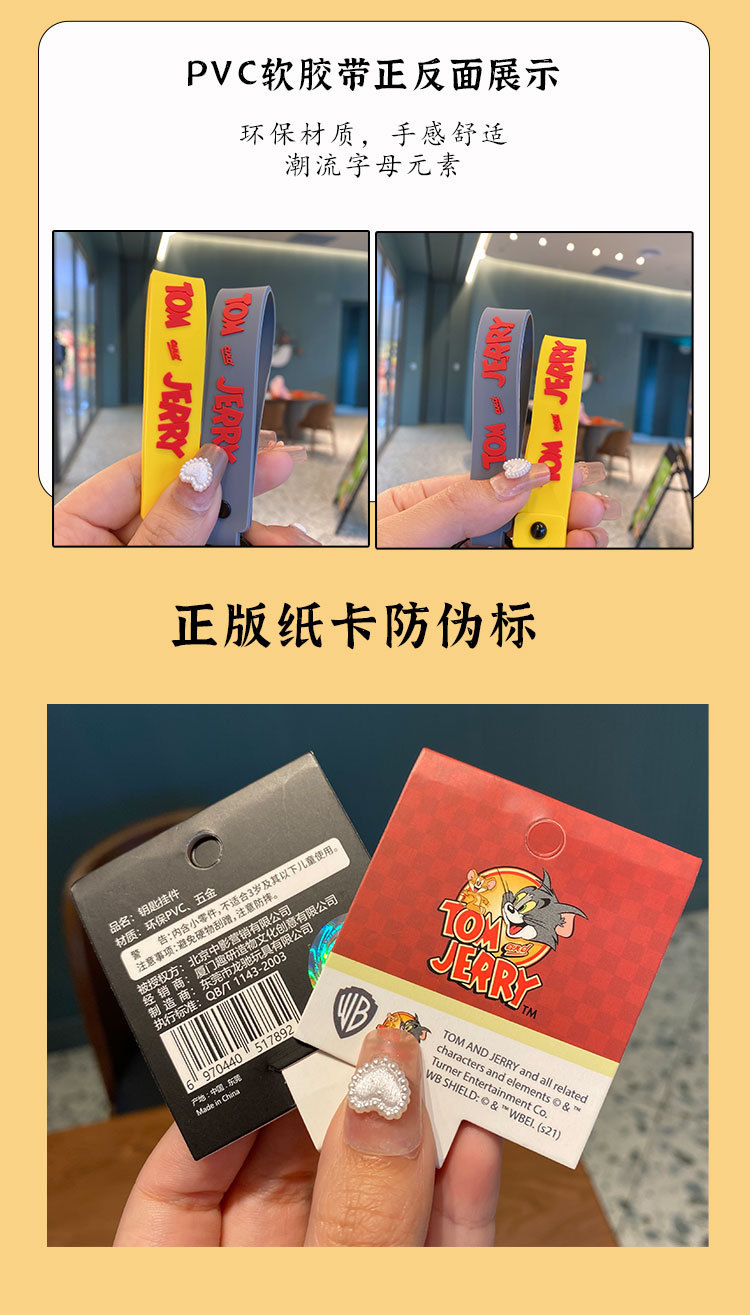 PVC软胶带正反面展示
环保材质，手感舒适
潮流字母元素
TOM and JERRY
TOM and JERRY
TOM and JERRY
TOM and JERRY
正版纸卡防伪标
品名：钥匙挂件
材质：环保PVC、五金
警 告：内含小零件，不适合3岁及其以下儿童使用。
注意事项：避免硬物刮蹭，注意防摔。
被授权方：北京中影营销有限公司
经 销 商：厦门趣研造物文化创意有限公司
制 造 商：东莞市龙弛玩具有限公司
执行标准：QB/T 1143-2003
6 970440 517892
产地：中国．东莞
Made in China
TOM and JERRY TM
WB
TOM AND JERRY and all related
characters and elements © & ™
Turner Entertainment Co.
WB SHIELD: © & ™ WBEI. (s21)